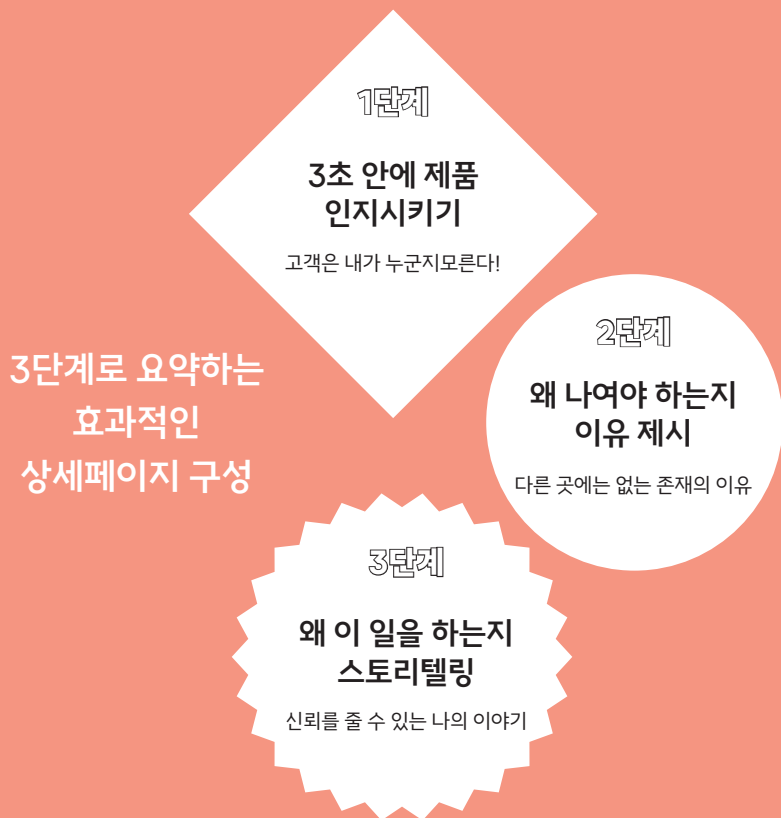 3단계로 요약하는
효과적인
상세페이지 구성
1단계
3초 안에 제품
인지시키기
고객은 내가 누군지모른다!
2단계
왜 나여야 하는지
이유 제시
다른 곳에는 없는 존재의 이유
3단계
왜 이 일을 하는지
스토리텔링
신뢰를 줄 수 있는 나의 이야기